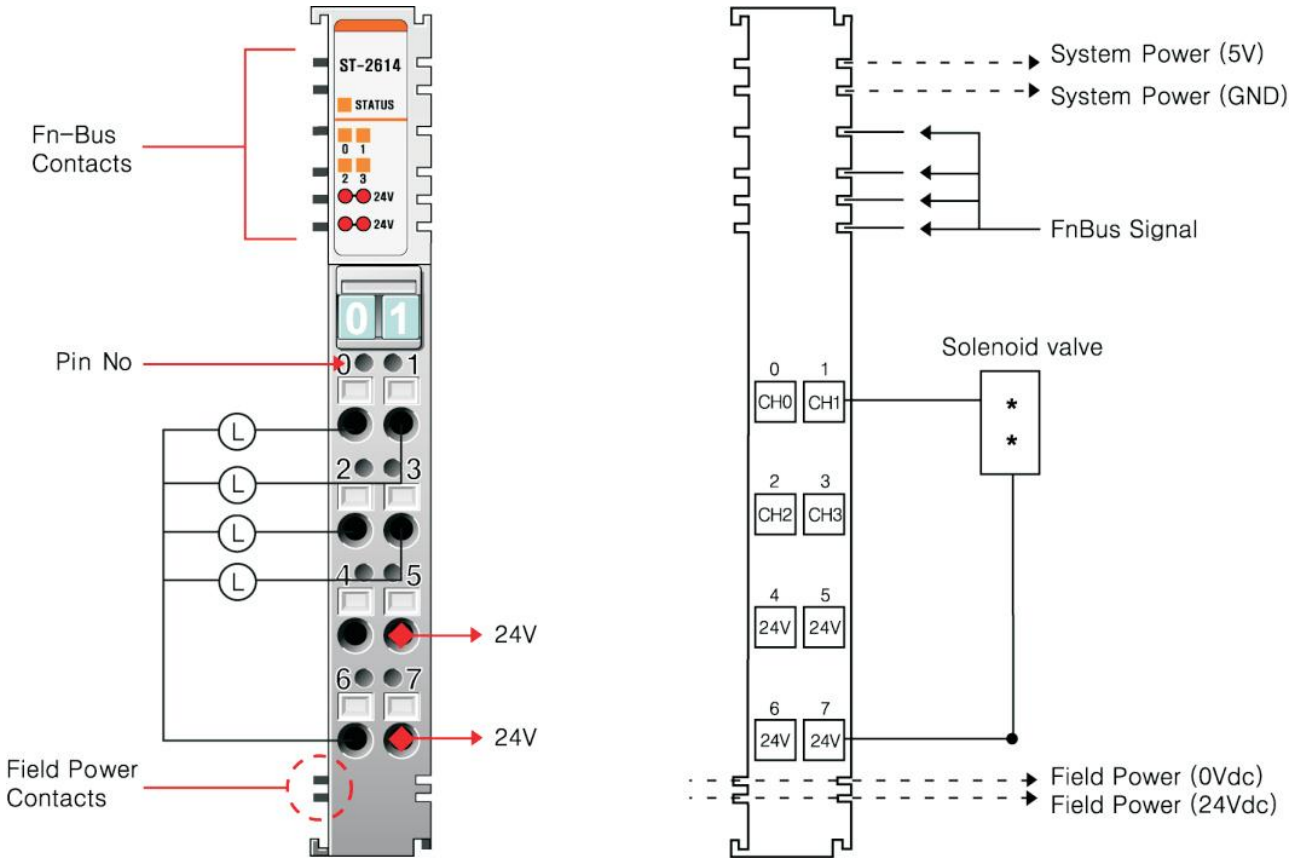 ST-2614
STATUS
0 1
2 3
24V
24V
Fn-Bus
Contacts
0 1
Pin No
0 1
L
2 3
L
L
L
4 5
24V
6 7
24V
Field Power
Contacts
System Power (5V)
System Power (GND)
FnBus Signal
Solenoid valve
0 1
CH0 CH1
*
*
2 3
CH2 CH3
4 5
24V 24V
6 7
24V 24V
Field Power (0Vdc)
Field Power (24Vdc)